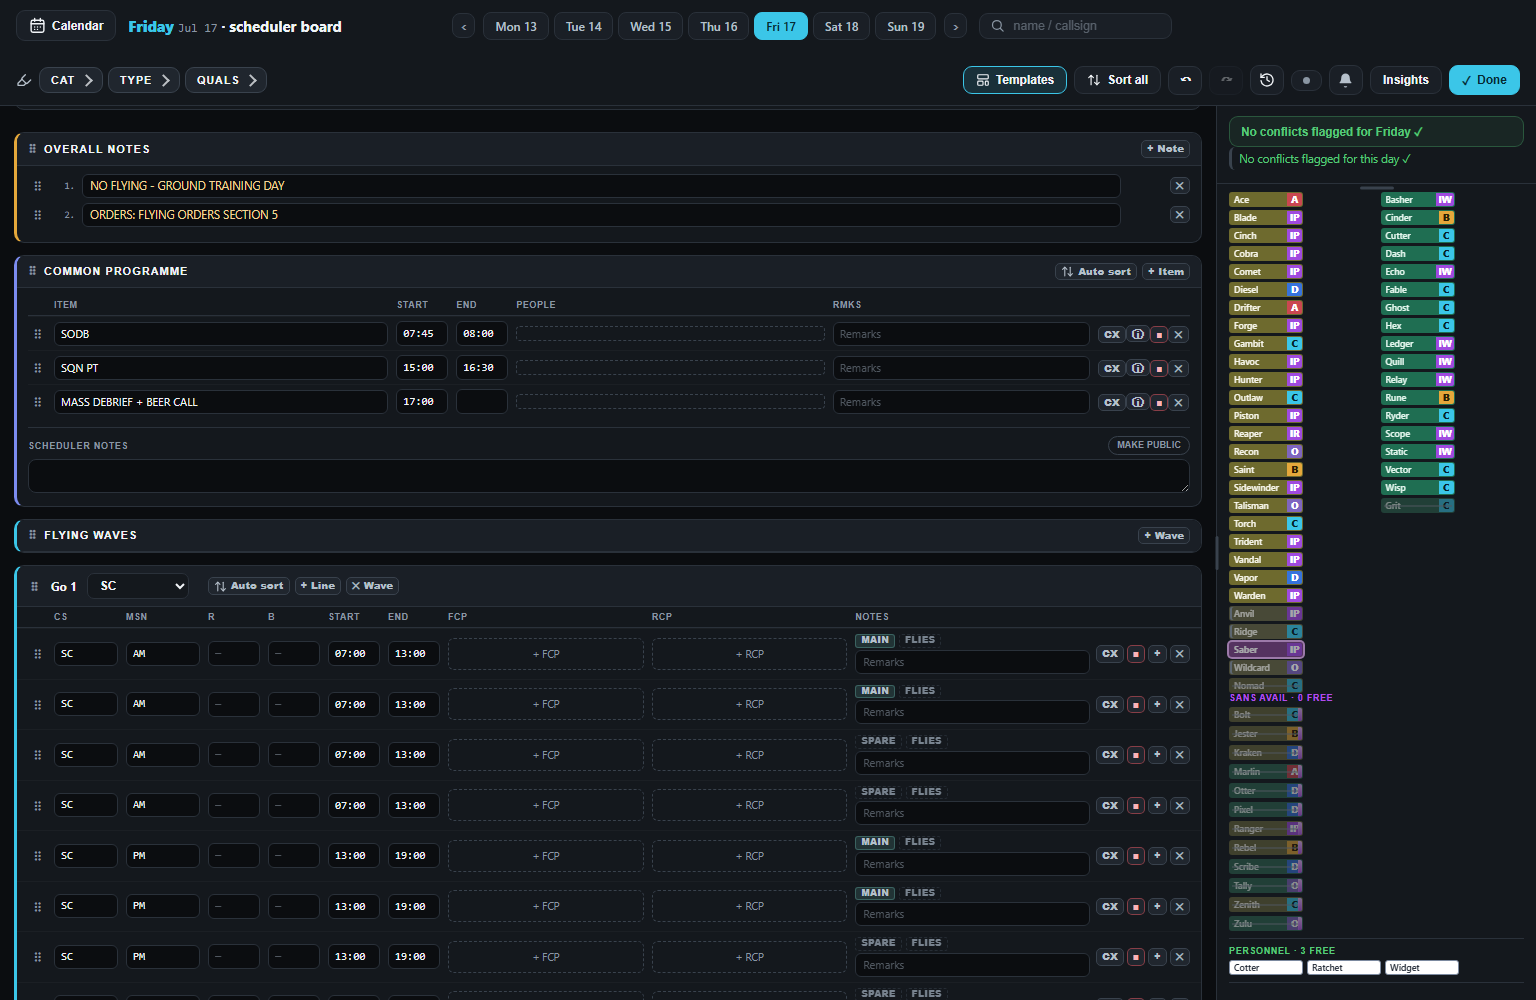 Calendar
Friday Jul 17 · scheduler board
‹ Mon 13 Tue 14 Wed 15 Thu 16 Fri 17 Sat 18 Sun 19 ›
name / callsign
CAT TYPE QUALS
Templates Sort all Insights ✓ Done
No conflicts flagged for Friday ✓
No conflicts flagged for this day ✓
OVERALL NOTES + Note
1. NO FLYING - GROUND TRAINING DAY ✕
2. ORDERS: FLYING ORDERS SECTION 5 ✕
COMMON PROGRAMME Auto sort + Item
ITEM START END PEOPLE RMKS
SODB 07:45 08:00 Remarks CX ✕
SQN PT 15:00 16:30 Remarks CX ✕
MASS DEBRIEF + BEER CALL 17:00 Remarks CX ✕
SCHEDULER NOTES MAKE PUBLIC
FLYING WAVES + Wave
Go 1 SC Auto sort + Line ✕ Wave
CS MSN R B START END FCP RCP NOTES
MAIN FLIES
SC AM – – 07:00 13:00 + FCP + RCP Remarks CX + ✕
MAIN FLIES
SC AM – – 07:00 13:00 + FCP + RCP Remarks CX + ✕
SPARE FLIES
SC AM – – 07:00 13:00 + FCP + RCP Remarks CX + ✕
SPARE FLIES
SC AM – – 07:00 13:00 + FCP + RCP Remarks CX + ✕
MAIN FLIES
SC PM – – 13:00 19:00 + FCP + RCP Remarks CX + ✕
MAIN FLIES
SC PM – – 13:00 19:00 + FCP + RCP Remarks CX + ✕
SPARE FLIES
SC PM – – 13:00 19:00 + FCP + RCP Remarks CX + ✕
SPARE FLIES
Ace A
Blade IP
Cinch IP
Cobra IP
Comet IP
Diesel D
Drifter A
Forge IP
Gambit C
Havoc IP
Hunter IP
Outlaw C
Piston IP
Reaper IR
Recon O
Saint B
Sidewinder IP
Talisman O
Torch C
Trident IP
Vandal IP
Vapor D
Warden IP
Anvil IP
Ridge C
Saber IP
Wildcard O
Nomad C
Basher IW
Cinder B
Cutter C
Dash C
Echo IW
Fable C
Ghost C
Hex C
Ledger IW
Quill IW
Relay IW
Rune B
Ryder C
Scope IW
Static IW
Vector C
Wisp C
Grit C
SANS AVAIL · 0 FREE
Bolt C
Jester B
Kraken D
Marlin A
Otter D
Pixel D
Ranger IP
Rebel B
Scribe D
Tally O
Zenith C
Zulu O
PERSONNEL · 3 FREE
Cotter Ratchet Widget